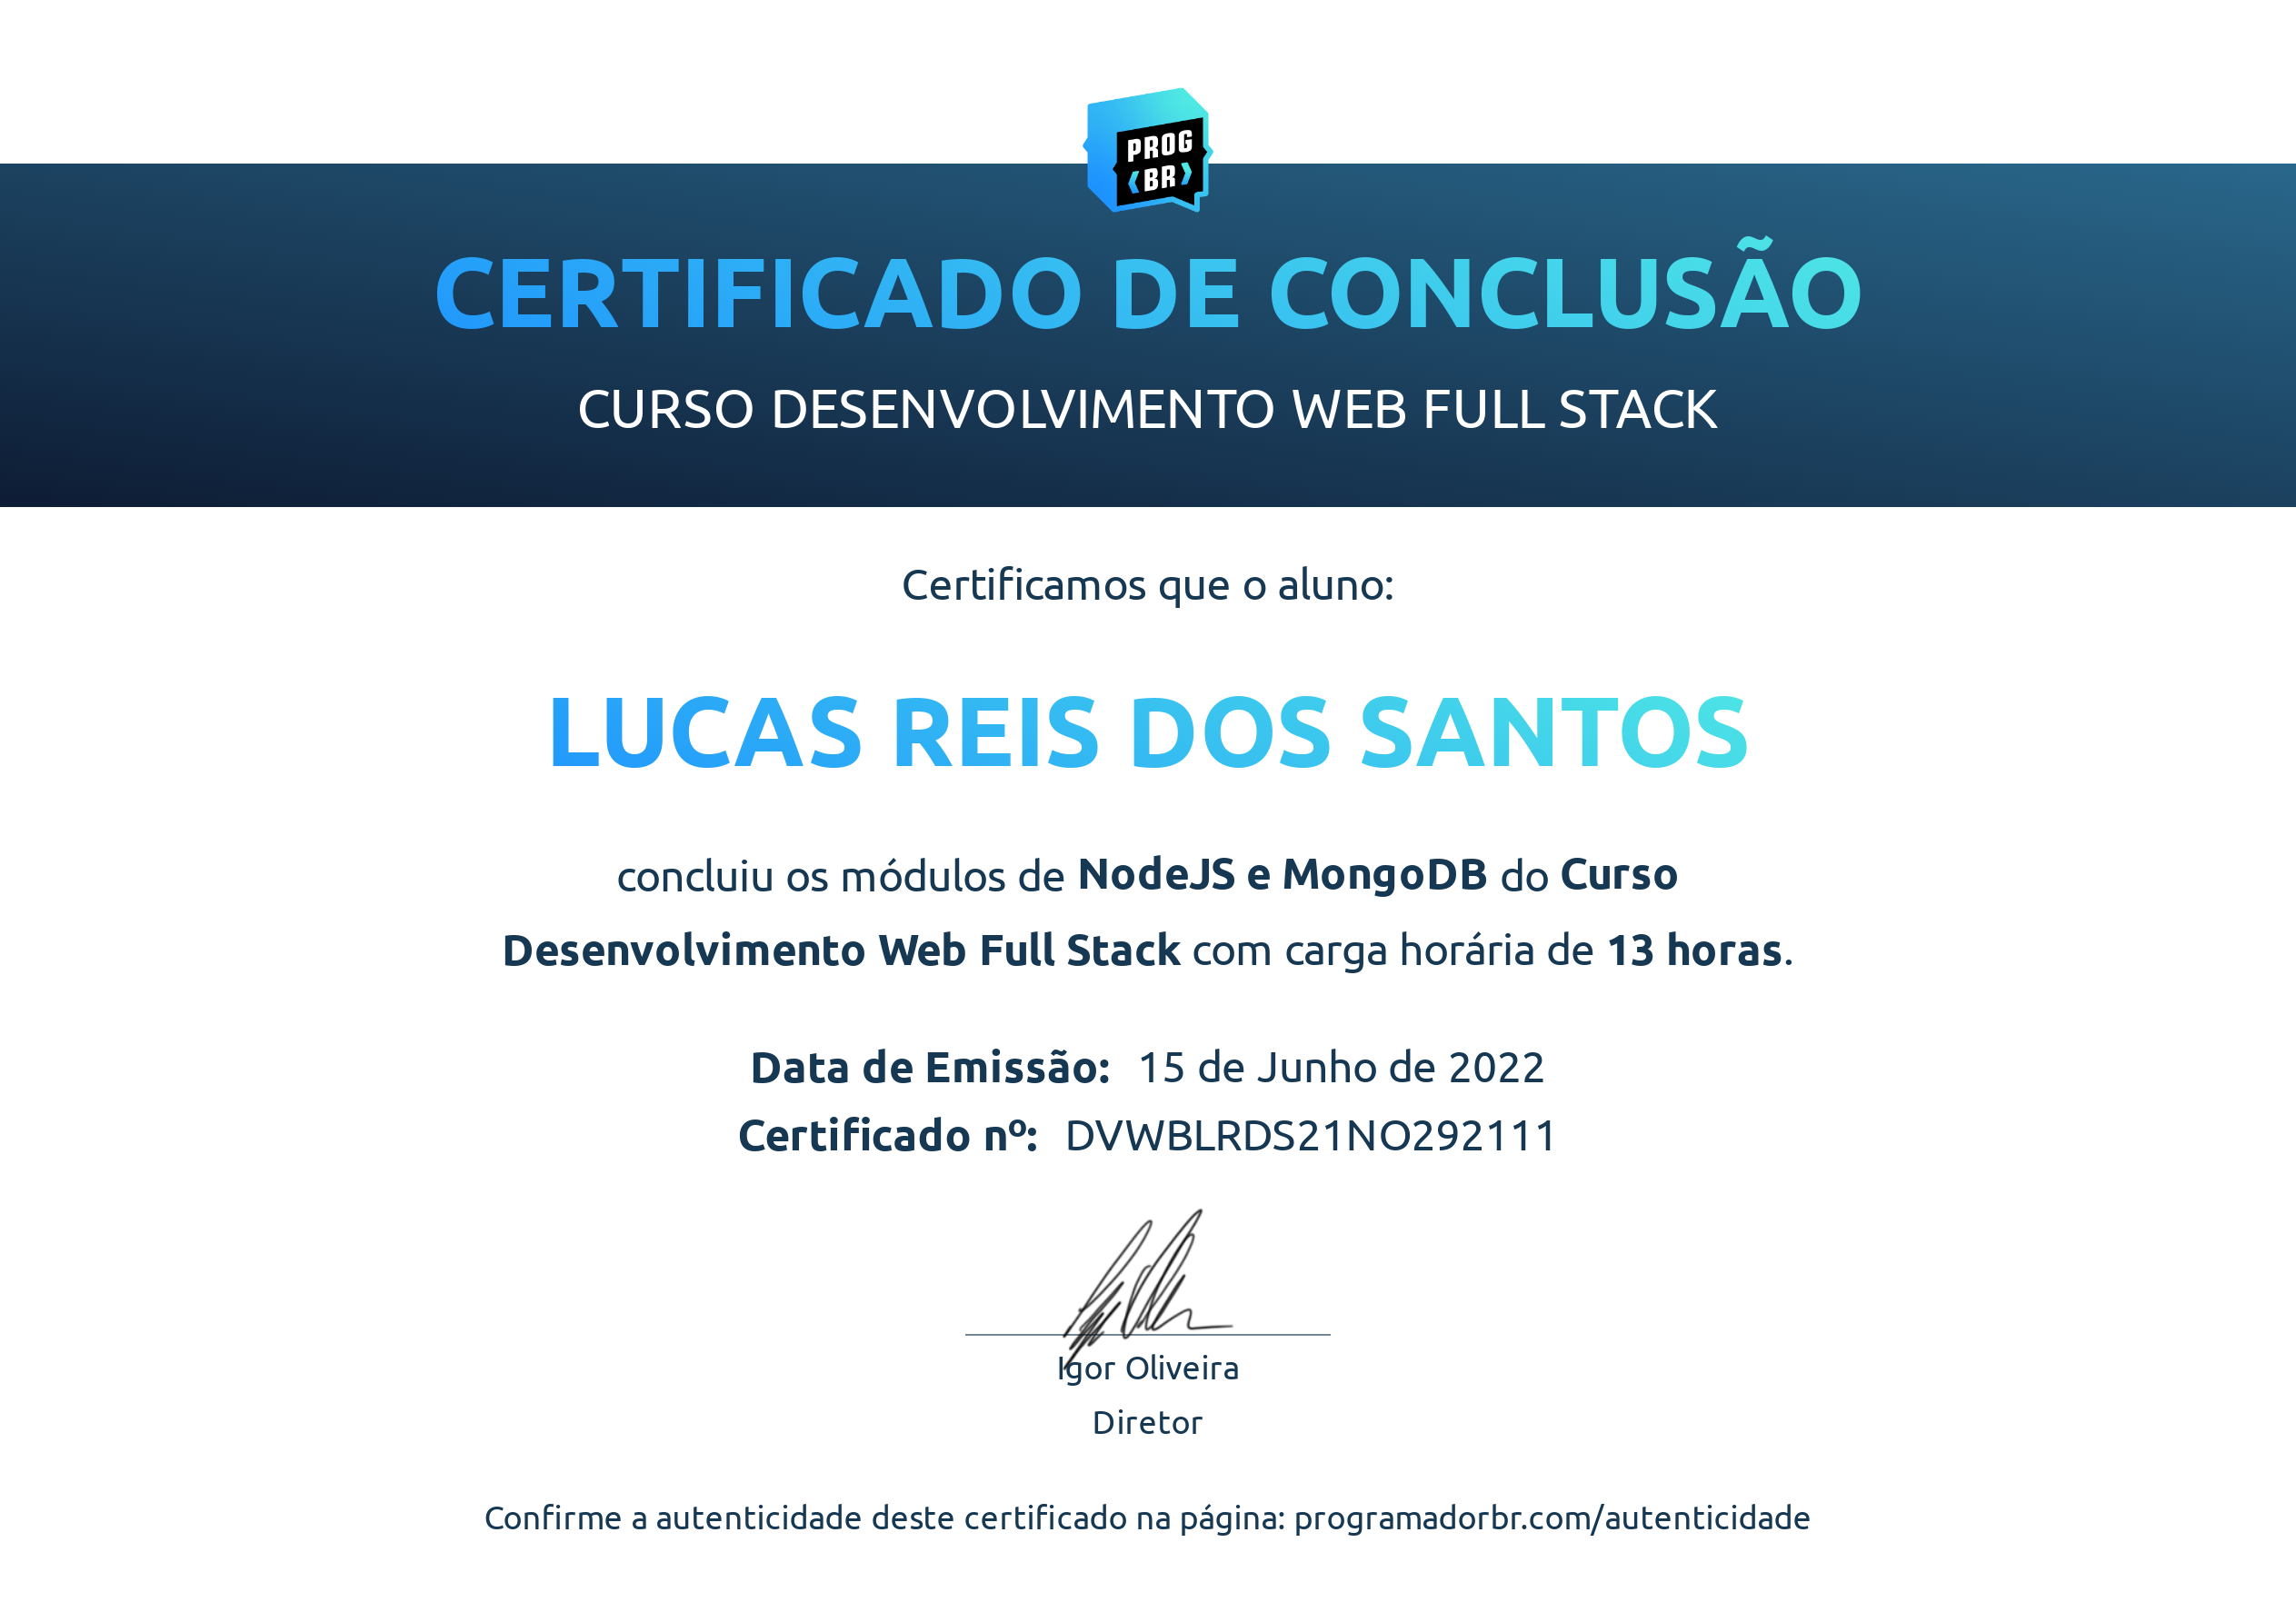 PROG
BR
CERTIFICADO DE CONCLUSÃO
CURSO DESENVOLVIMENTO WEB FULL STACK
Certificamos que o aluno:
LUCAS REIS DOS SANTOS
concluiu os módulos de NodeJS e MongoDB do Curso
Desenvolvimento Web Full Stack com carga horária de 13 horas.
Data de Emissão: 15 de Junho de 2022
Certificado nº: DVWBLRDS21NO292111
Igor Oliveira
Diretor
Confirme a autenticidade deste certificado na página: programadorbr.com/autenticidade